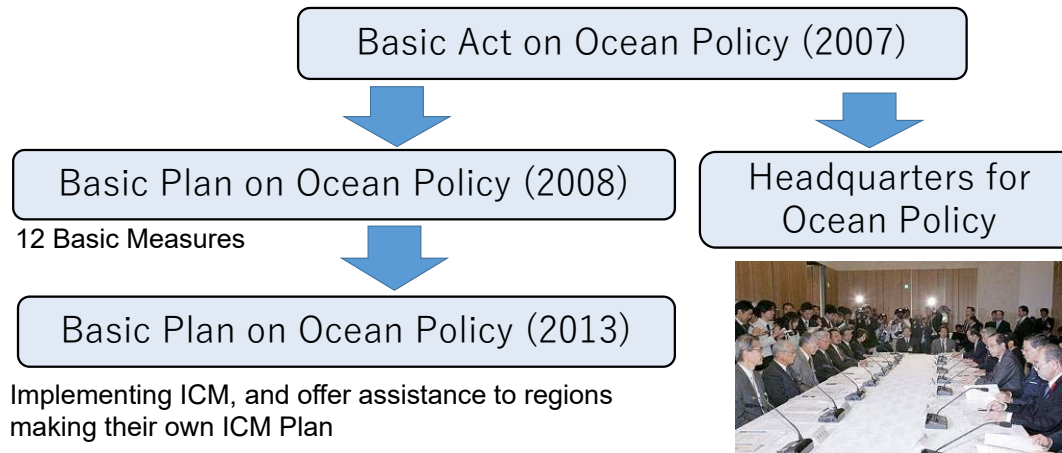 Basic Act on Ocean Policy (2007)
Basic Plan on Ocean Policy (2008)
12 Basic Measures
Headquarters for
Ocean Policy
Basic Plan on Ocean Policy (2013)
Implementing ICM, and offer assistance to regions
making their own ICM Plan